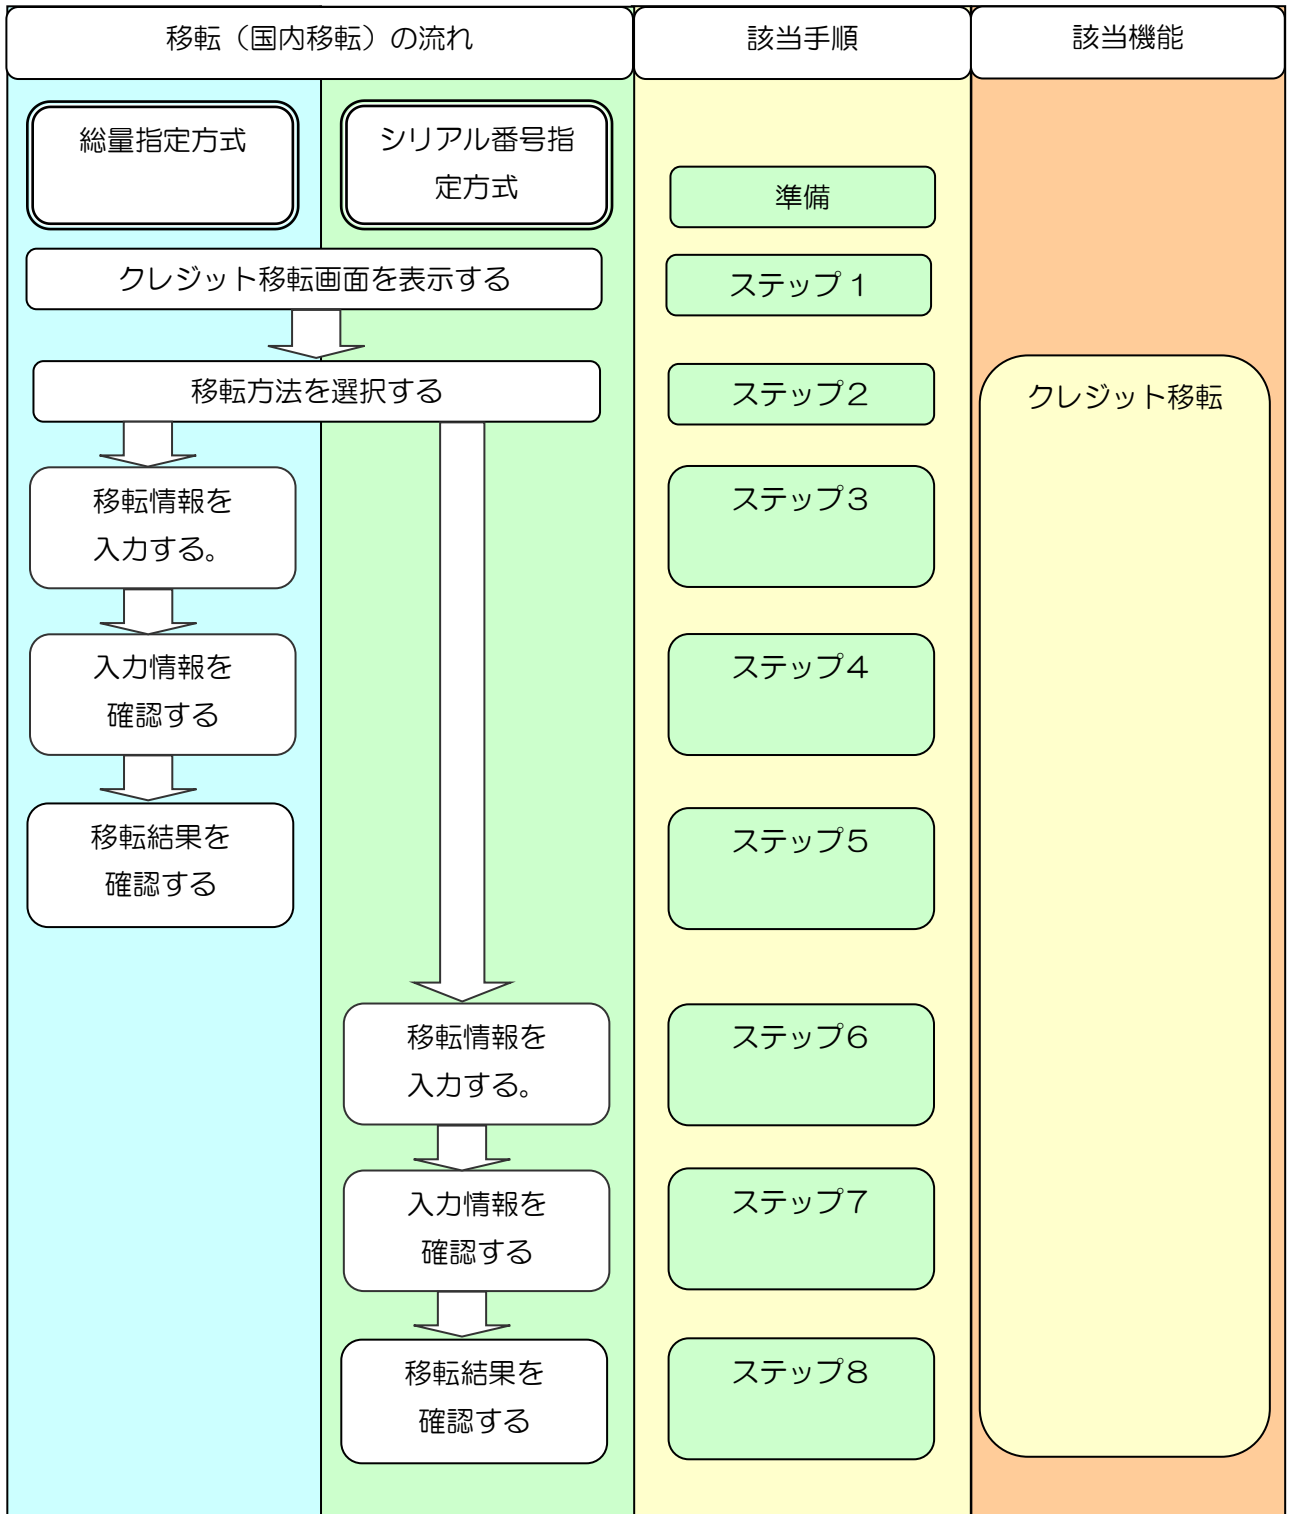 移転（国内移転）の流れ
該当手順
該当機能
総量指定方式
シリアル番号指
定方式
準備
クレジット移転画面を表示する
ステップ１
移転方法を選択する
ステップ２
クレジット移転
移転情報を
入力する。
ステップ３
入力情報を
確認する
ステップ４
移転結果を
確認する
ステップ５
移転情報を
入力する。
ステップ６
入力情報を
確認する
ステップ７
移転結果を
確認する
ステップ８